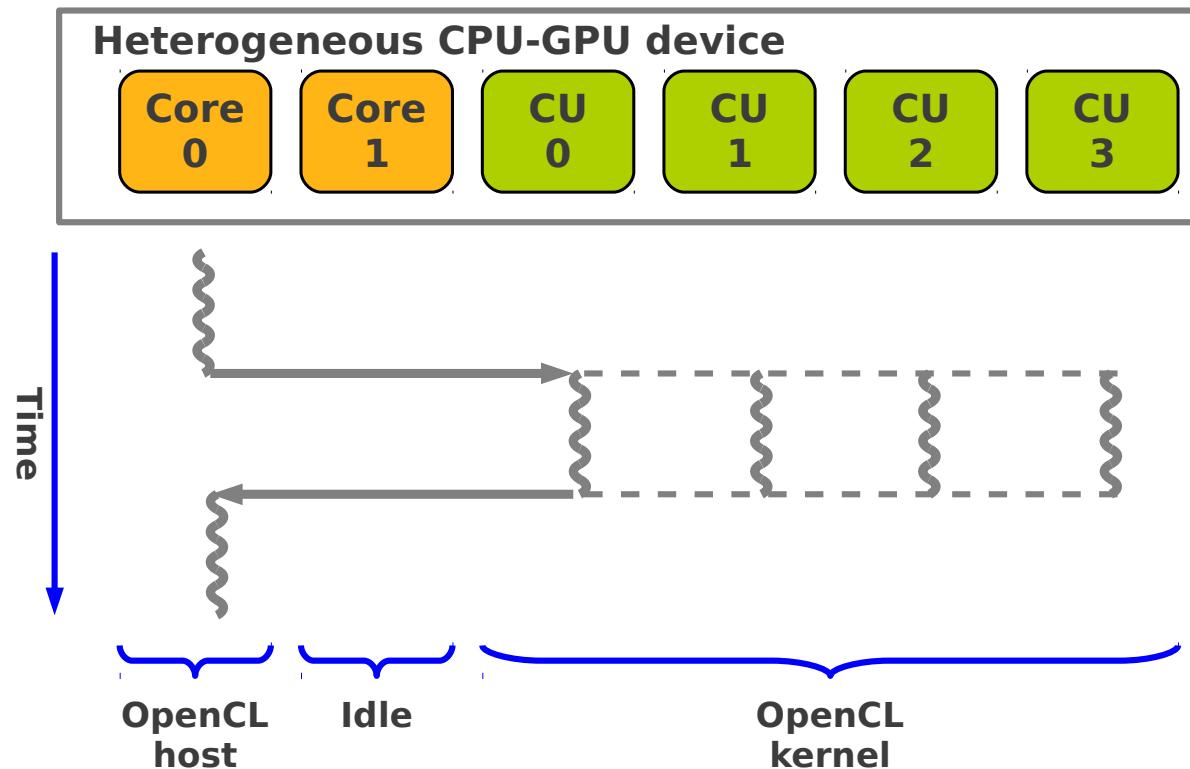 Heterogeneous CPU-GPU device
Core
0
Core
1
CU
0
CU
1
CU
2
CU
3
Time
OpenCL
host
Idle
OpenCL
kernel